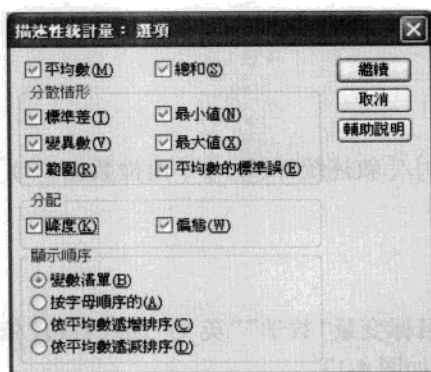 描述性統計量： 選項
平均數(M) 總和(S) 繼續
分散情形 取消
標準差(T) 最小值(N) 輔助說明
變異數(V) 最大值(X)
範圍(R) 平均數的標準誤(E)
分配
峰度(K) 偏態(W)
顯示順序
變數清單(B)
按字母順序的(A)
依平均數遞增排序(C)
依平均數遞減排序(D)